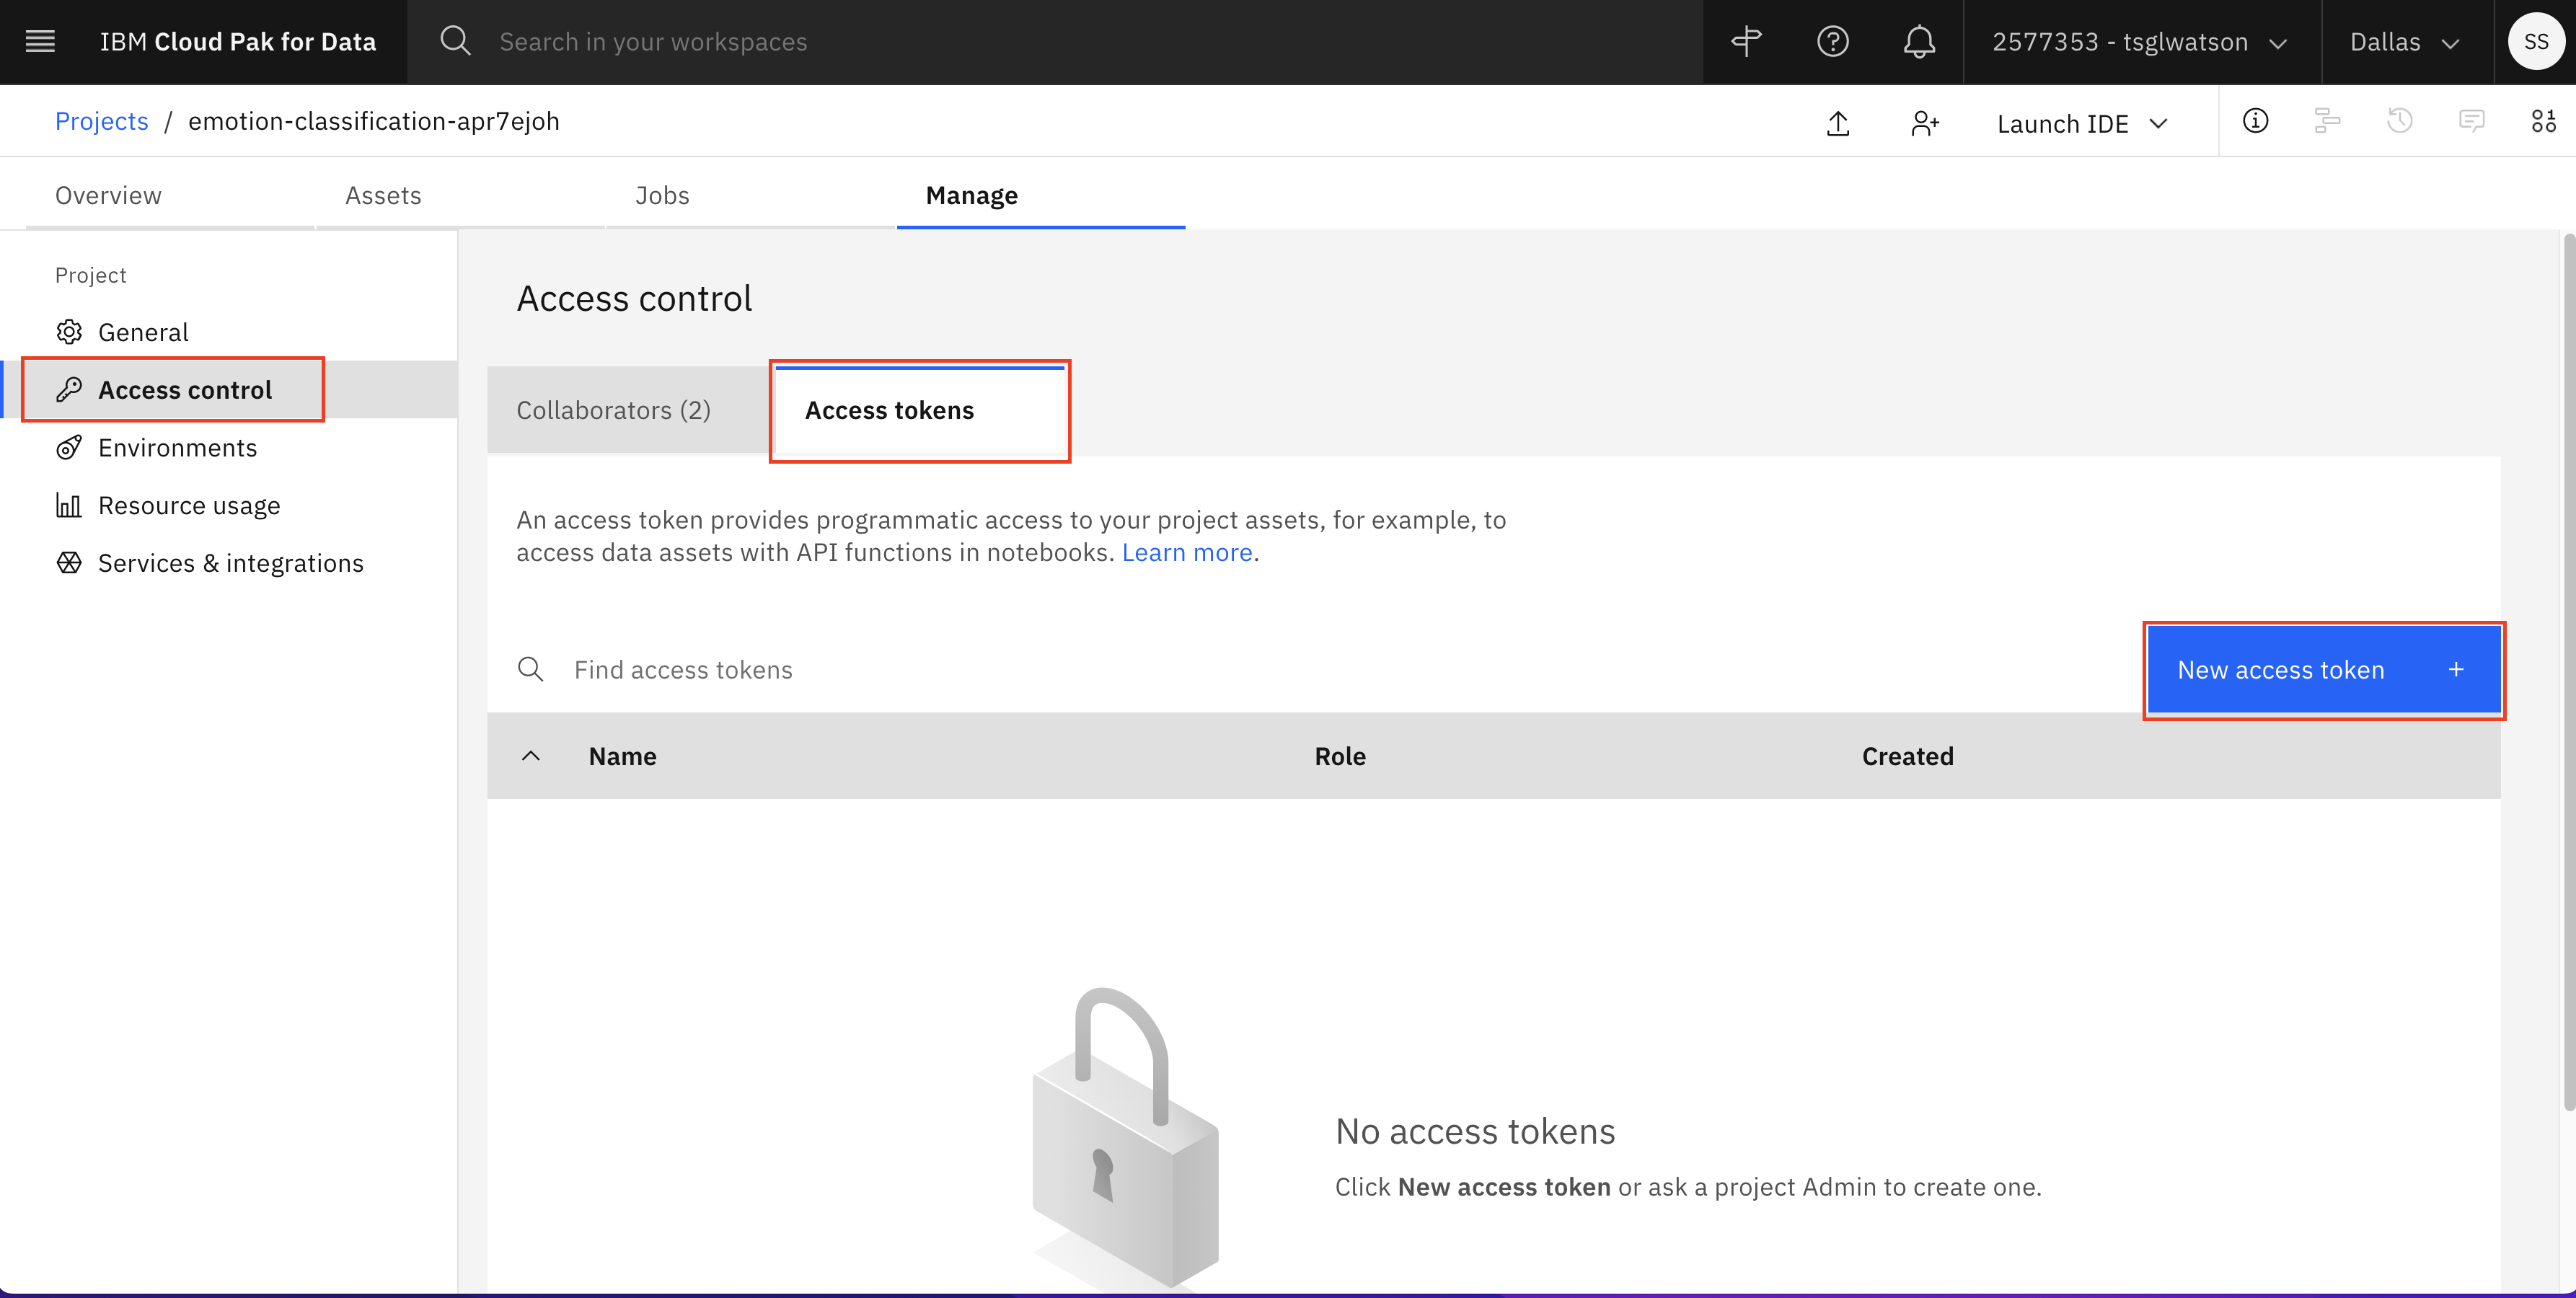 IBM Cloud Pak for Data
Search in your workspaces
2577353 - tsglwatson
Dallas
SS
Projects / emotion-classification-apr7ejoh
Launch IDE
Overview
Assets
Jobs
Manage
Project
General
Access control
Environments
Resource usage
Services & integrations
Access control
Collaborators (2)
Access tokens
An access token provides programmatic access to your project assets, for example, to
access data assets with API functions in notebooks. Learn more.
Find access tokens
New access token +
Name
Role
Created
No access tokens
Click New access token or ask a project Admin to create one.